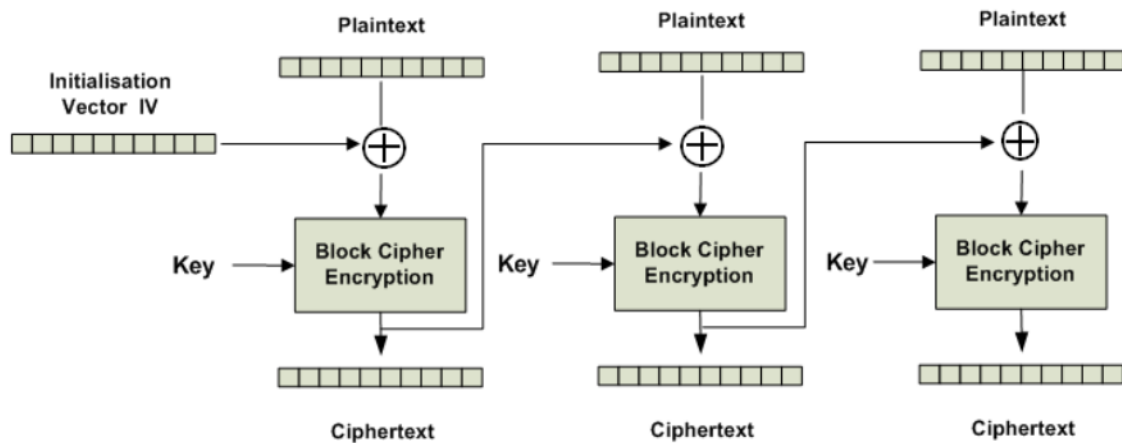 Plaintext
Plaintext
Plaintext
Initialisation
Vector IV
Key
Block Cipher
Encryption
Key
Block Cipher
Encryption
Key
Block Cipher
Encryption
Ciphertext
Ciphertext
Ciphertext